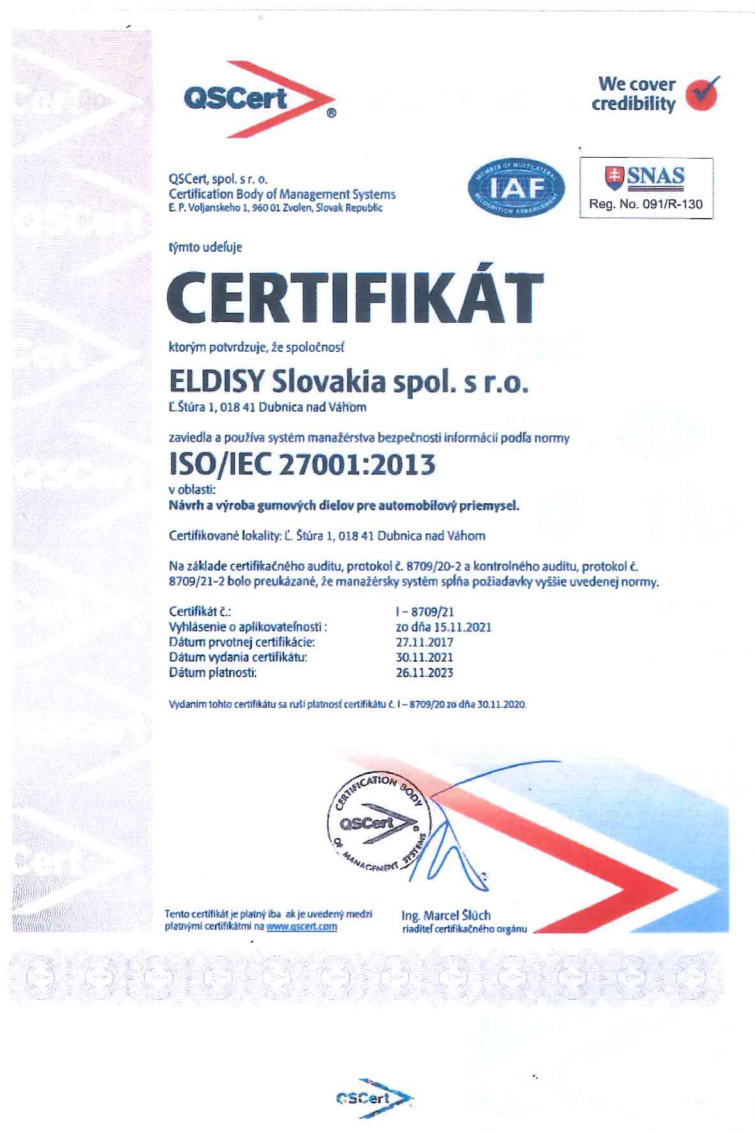 QSCert
®
We cover
credibility
QSCert, spol. s r. o.
Certification Body of Management Systems
E. P. Voljanskeho 1, 960 01 Zvolen, Slovak Republic
MEMBER OF MULTILATERAL
IAF
RECOGNITION ARRANGEMENT
SNAS
Reg. No. 091/R-130
týmto udeľuje
CERTIFIKÁT
ktorým potvrdzuje, že spoločnosť
ELDISY Slovakia spol. s r.o.
Ľ.Štúra 1, 018 41 Dubnica nad Váhom
zaviedla a používa systém manažérstva bezpečnosti informácií podľa normy
ISO/IEC 27001:2013
v oblasti:
Návrh a výroba gumových dielov pre automobilový priemysel.
Certifikované lokality: Ľ. Štúra 1, 018 41 Dubnica nad Váhom
Na základe certifikačného auditu, protokol č. 8709/20-2 a kontrolného auditu, protokol č.
8709/21-2 bolo preukázané, že manažérsky systém spĺňa požiadavky vyššie uvedenej normy.
Certifikát č.: I – 8709/21
Vyhlásenie o aplikovateľnosti : zo dňa 15.11.2021
Dátum prvotnej certifikácie: 27.11.2017
Dátum vydania certifikátu: 30.11.2021
Dátum platnosti: 26.11.2023
Vydaním tohto certifikátu sa ruší platnosť certifikátu č. I – 8709/20 zo dňa 30.11.2020.
CERTIFICATION BODY
QSCert
OF MANAGEMENT SYSTEMS
Tento certifikát je platný iba ak je uvedený medzi
platnými certifikátmi na www.qscert.com
Ing. Marcel Šlúch
riaditeľ certifikačného orgánu
QSCert